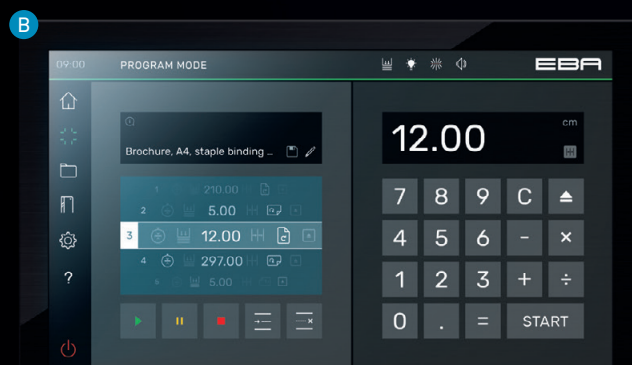 B
09:00 PROGRAM MODE EBA
Brochure, A4, staple binding ...
12.00 cm
1 210.00
2 5.00
3 12.00
4 297.00
5 5.00
7 8 9 C
4 5 6 - ×
1 2 3 + ÷
0 . = START
?